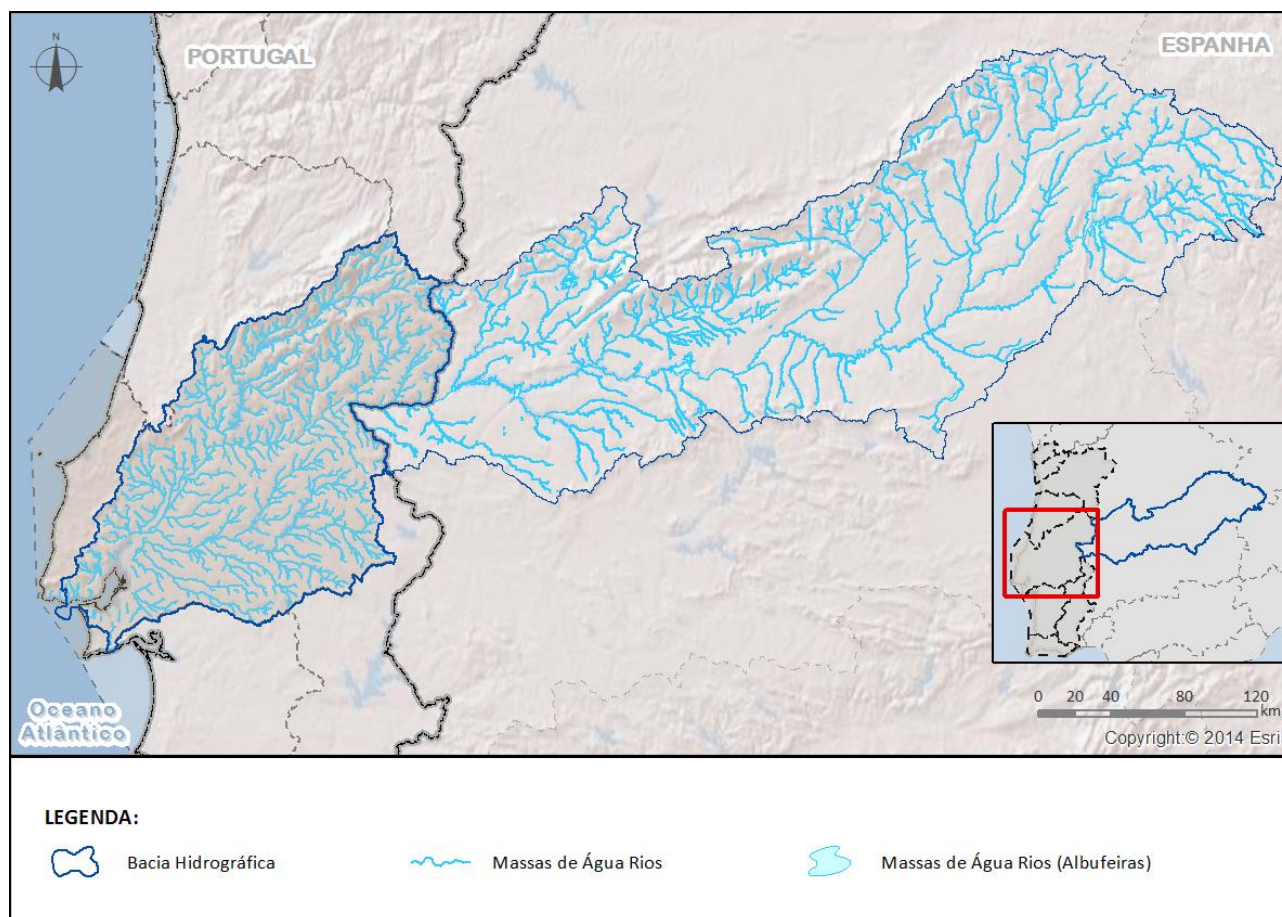 N
PORTUGAL
ESPANHA
Oceano
Atlântico
0 20 40 80 120
km
Copyright:© 2014 Esri
LEGENDA:
Bacia Hidrográfica
Massas de Água Rios
Massas de Água Rios (Albufeiras)